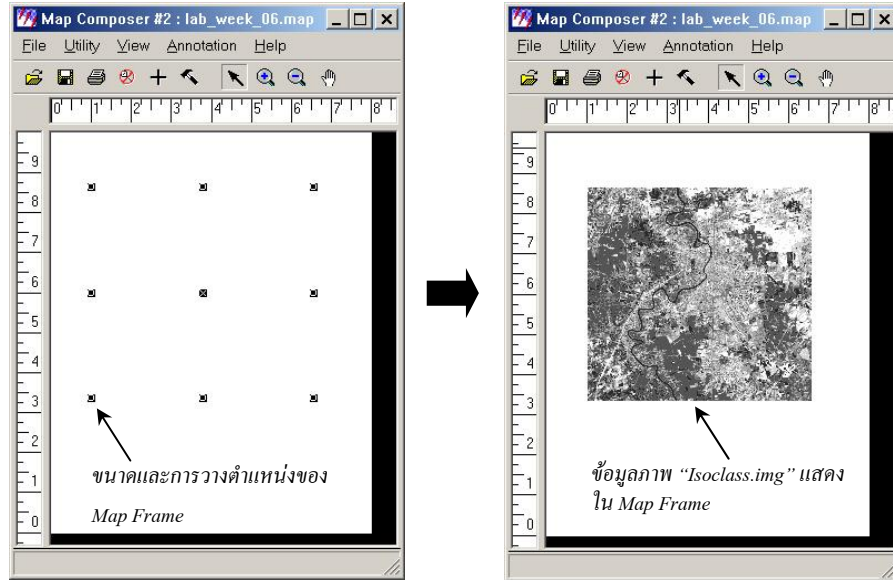 Map Composer #2 : lab_week_06.map
File Utility View Annotation Help
0' 1' 2' 3' 4' 5' 6' 7' 8'
9
8
7
6
5
4
3
2
1
0
ขนาดและการวางตำแหน่งของ
Map Frame
Map Composer #2 : lab_week_06.map
File Utility View Annotation Help
0' 1' 2' 3' 4' 5' 6' 7' 8'
9
8
7
6
5
4
3
2
1
0
ข้อมูลภาพ “Isoclass.img” แสดง
ใน Map Frame